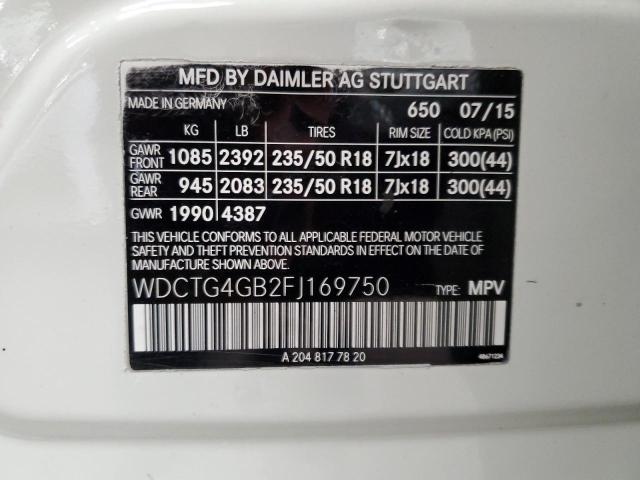 MFD BY DAIMLER AG STUTTGART
MADE IN GERMANY 650 07/15
KG LB TIRES RIM SIZE COLD KPA (PSI)
GAWR FRONT 1085 2392 235/50 R18 7Jx18 300(44)
GAWR REAR 945 2083 235/50 R18 7Jx18 300(44)
GVWR 1990 4387
THIS VEHICLE CONFORMS TO ALL APPLICABLE FEDERAL MOTOR VEHICLE
SAFETY AND THEFT PREVENTION STANDARDS IN EFFECT ON THE DATE
OF MANUFACTURE SHOWN ABOVE
WDCTG4GB2FJ169750 TYPE: MPV
A 204 817 78 20